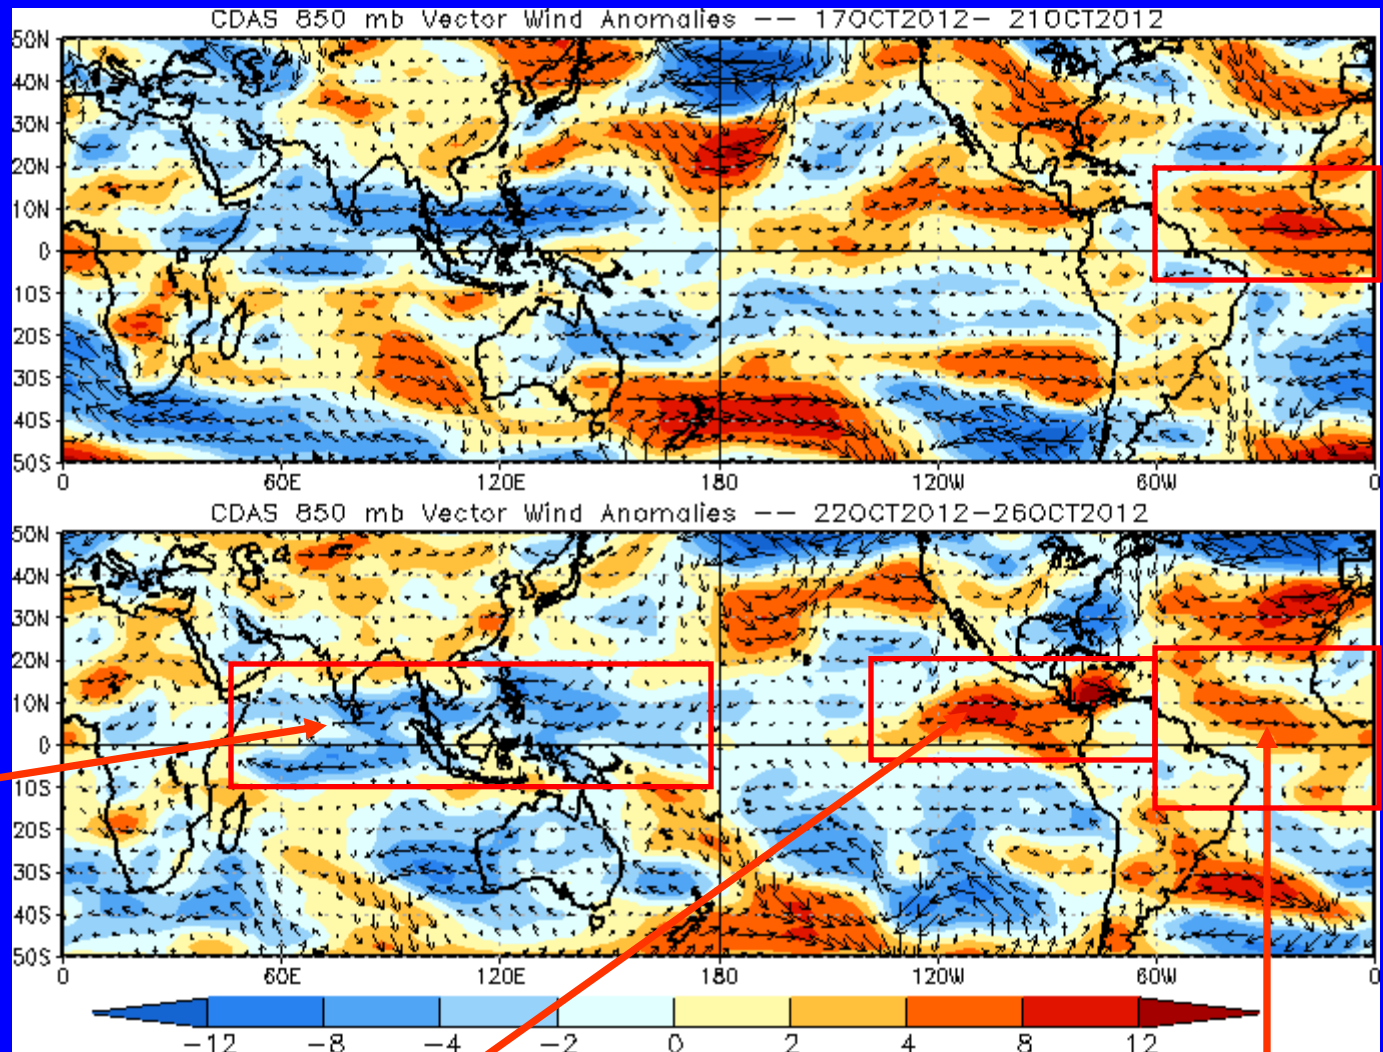 CDAS 850 mb Vector Wind Anomalies -- 17OCT2012- 21OCT2012
50N
40N
30N
20N
10N
0
10S
20S
30S
40S
50S
0 60E 120E 180 120W 60W 0
CDAS 850 mb Vector Wind Anomalies -- 22OCT2012-26OCT2012
50N
40N
30N
20N
10N
0
10S
20S
30S
40S
50S
0 60E 120E 180 120W 60W 0
-12 -8 -4 -2 0 2 4 8 12